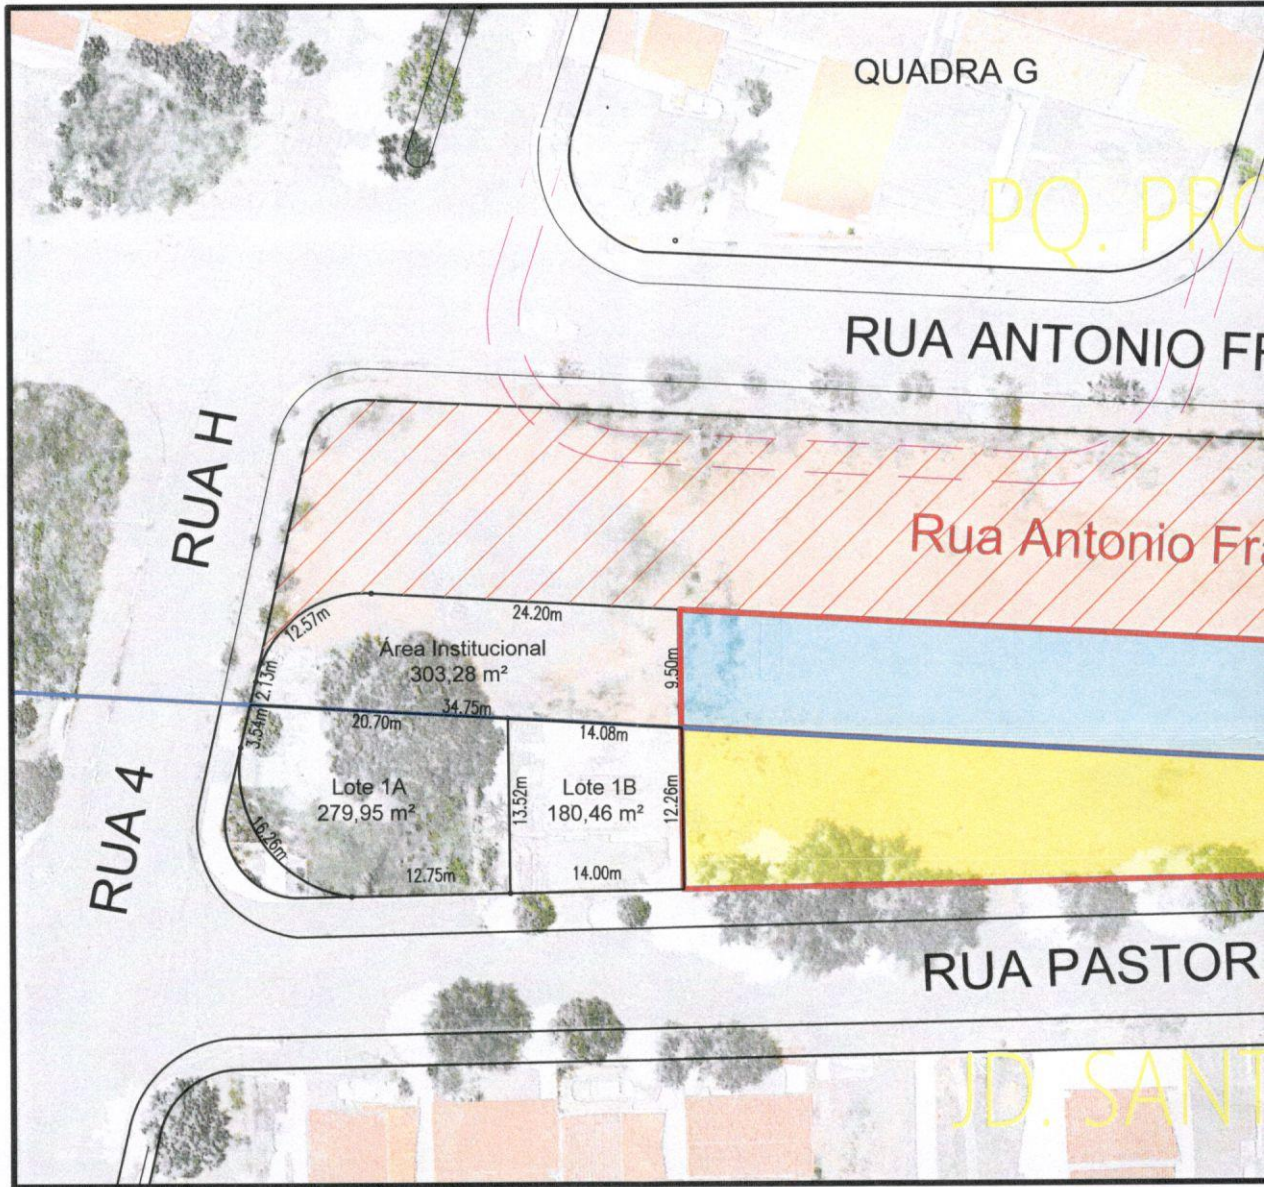 QUADRA G
PQ. PRO
RUA ANTONIO FR
RUA H
Rua Antonio Fra
12.57m
24.20m
Área Institucional
303,28 m²
9.50m
2.13m
34.75m
3.54m
20.70m
14.08m
Lote 1A
279,95 m²
13.52m
Lote 1B
180,46 m²
12.26m
RUA 4
16.26m
12.75m
14.00m
RUA PASTOR
JD. SANT